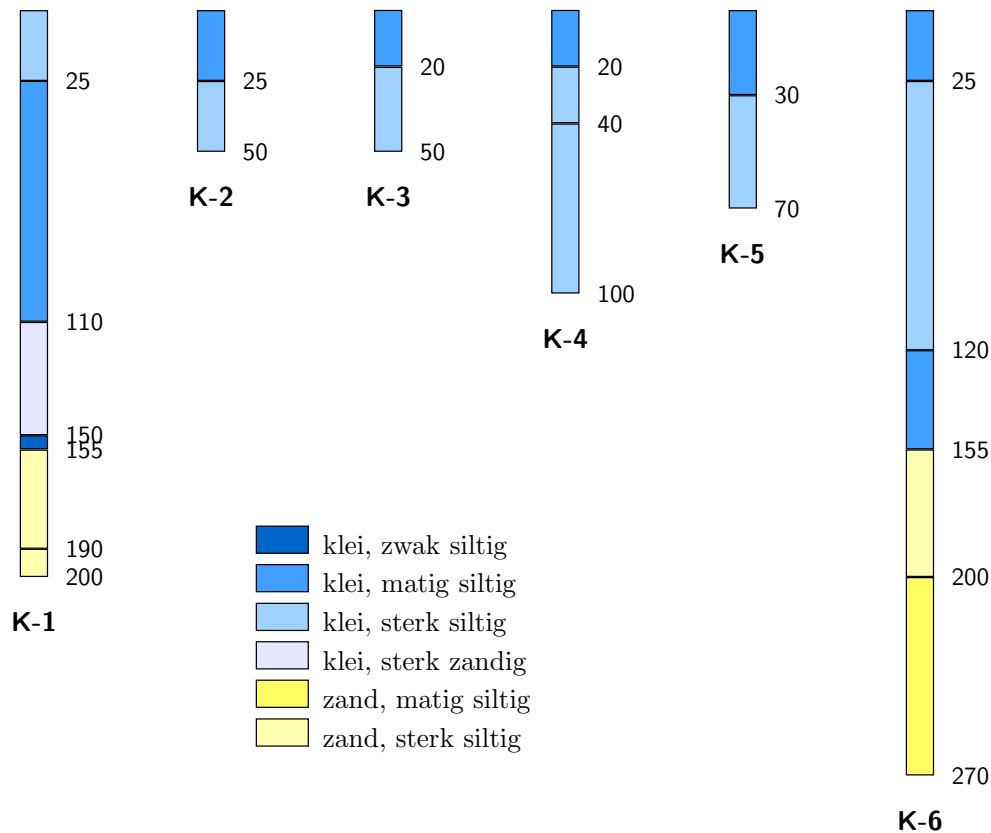 25
110
150
155
190
200
K-1
25
50
K-2
20
50
K-3
20
40
100
K-4
30
70
K-5
25
120
155
200
270
K-6
klei, zwak siltig
klei, matig siltig
klei, sterk siltig
klei, sterk zandig
zand, matig siltig
zand, sterk siltig